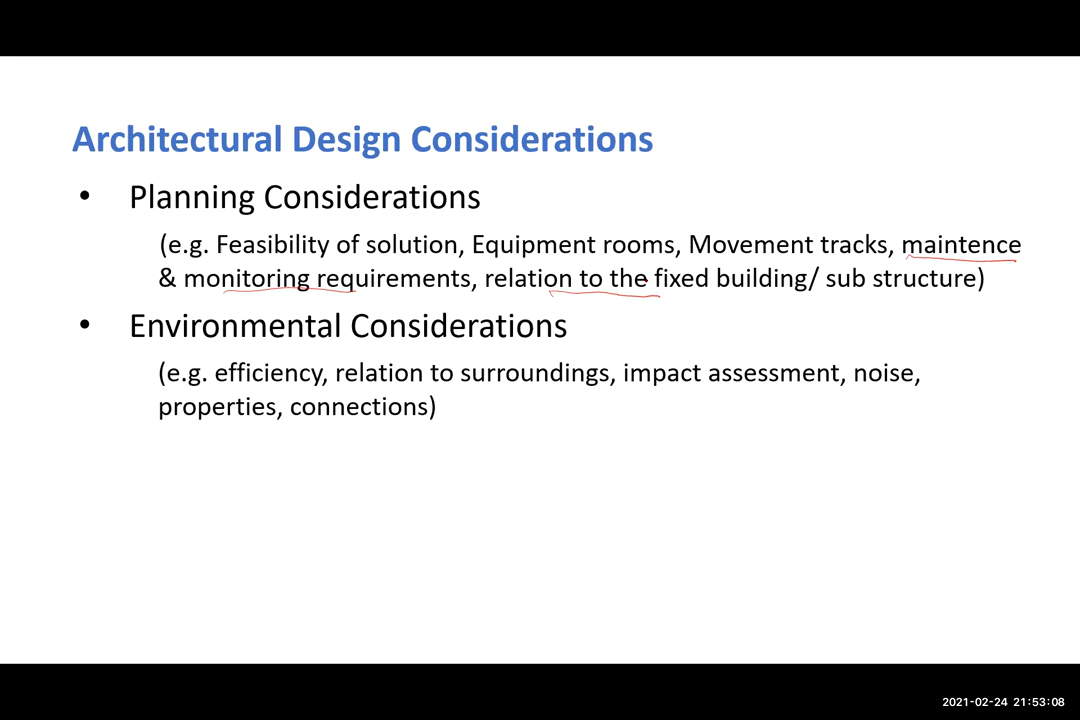 Architectural Design Considerations
• Planning Considerations
(e.g. Feasibility of solution, Equipment rooms, Movement tracks, maintence
& monitoring requirements, relation to the fixed building/ sub structure)
• Environmental Considerations
(e.g. efficiency, relation to surroundings, impact assessment, noise,
properties, connections)
2021-02-24 21:53:08